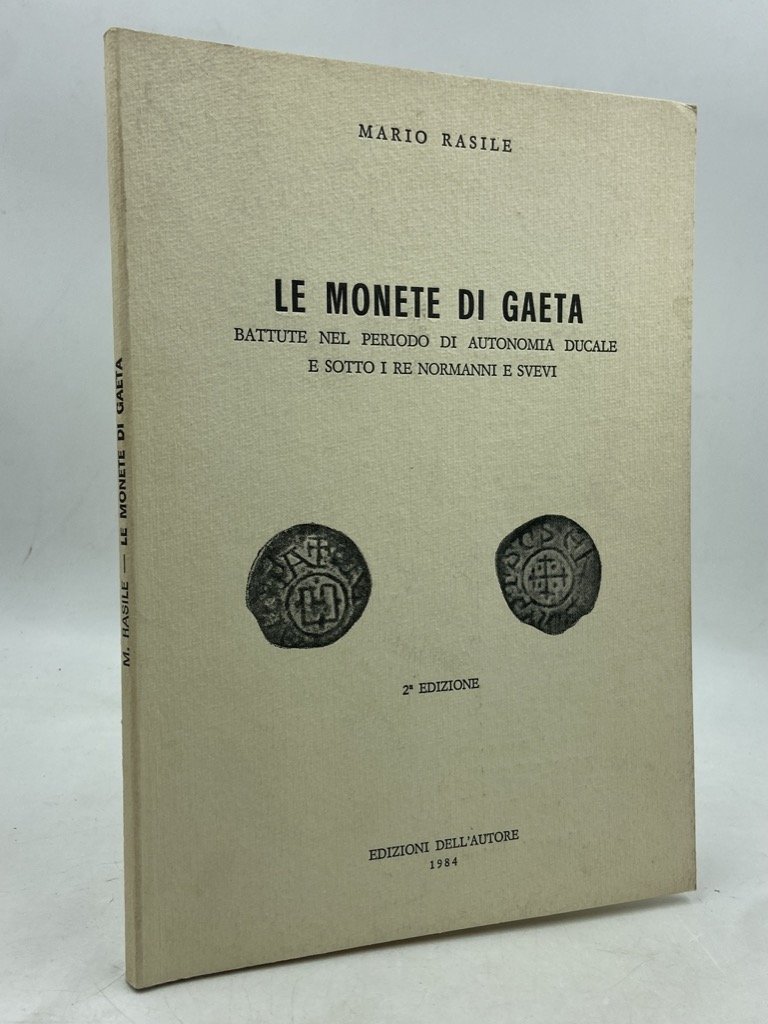 MARIO RASILE
LE MONETE DI GAETA
BATTUTE NEL PERIODO DI AUTONOMIA DUCALE
E SOTTO I RE NORMANNI E SVEVI
2ª EDIZIONE
EDIZIONI DELL'AUTORE
1984
M. RASILE — LE MONETE DI GAETA